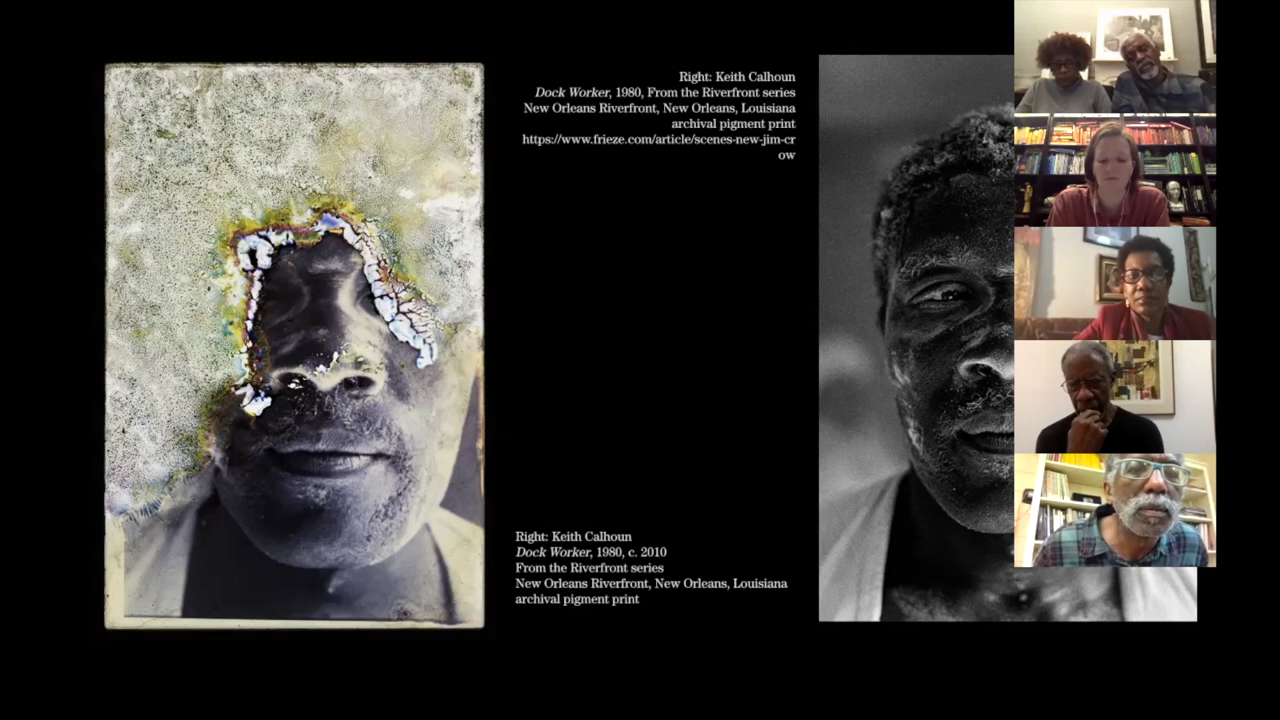 Right: Keith Calhoun
Dock Worker, 1980, From the Riverfront series
New Orleans Riverfront, New Orleans, Louisiana
archival pigment print
https://www.frieze.com/article/scenes-new-jim-cr
ow
Right: Keith Calhoun
Dock Worker, 1980, c. 2010
From the Riverfront series
New Orleans Riverfront, New Orleans, Louisiana
archival pigment print